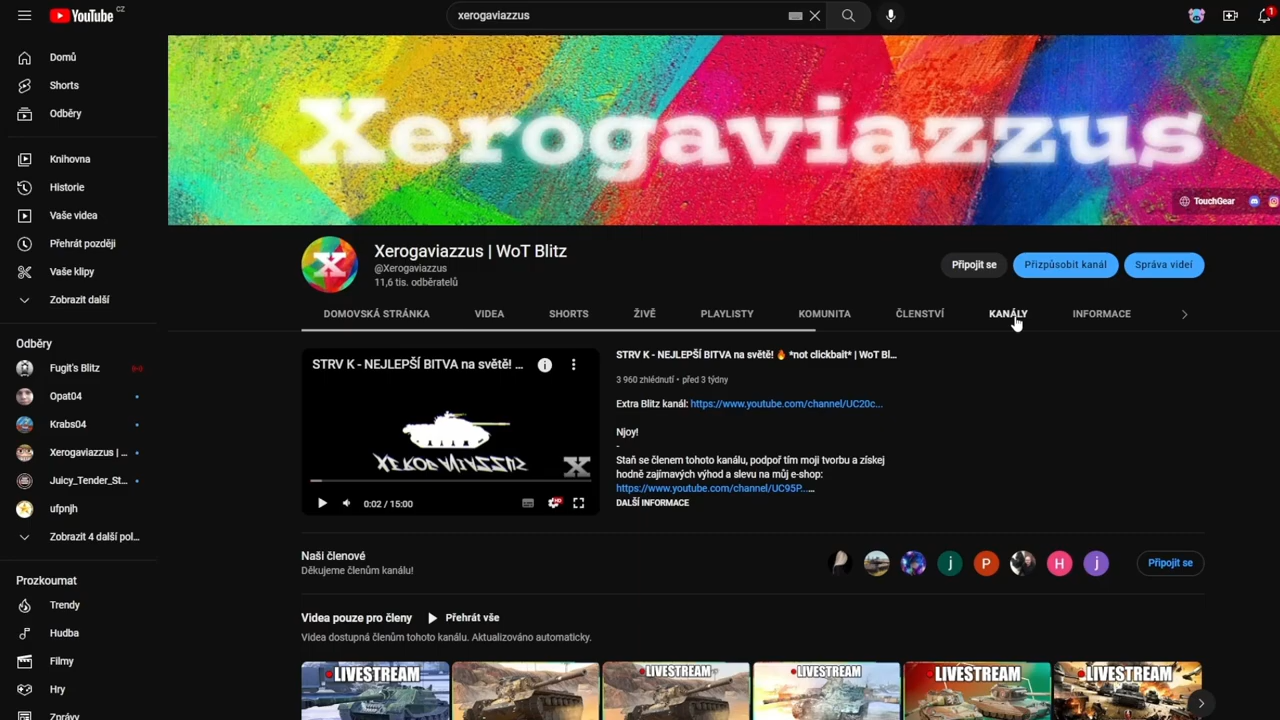 YouTube CZ
xerogaviazzus
1
Domů
Shorts
Odběry
Knihovna
Historie
Vaše videa
Přehrát později
Vaše klipy
Zobrazit další
Odběry
Fugit's Blitz
Opat04
Krabs04
Xerogaviazzus | ...
Juicy_Tender_St...
ufpnjh
Zobrazit 4 další pol...
Prozkoumat
Trendy
Hudba
Filmy
Hry
Zprávy
Xerogaviazzus
TouchGear
X
Xerogaviazzus | WoT Blitz
@Xerogaviazzus
11,6 tis. odběratelů
Připojit se
Přizpůsobit kanál
Správa videí
DOMOVSKÁ STRÁNKA
VIDEA
SHORTS
ŽIVĚ
PLAYLISTY
KOMUNITA
ČLENSTVÍ
KANÁLY
INFORMACE
STRV K - NEJLEPŠÍ BITVA na světě! ...
X
0:02 / 15:00
HD
STRV K - NEJLEPŠÍ BITVA na světě! 🔥 *not clickbait* | WoT Bl...
3 960 zhlédnutí • před 3 týdny
Extra Blitz kanál: https://www.youtube.com/channel/UC20c...
Njoy!
-
Staň se členem tohoto kanálu, podpoř tím moji tvorbu a získej
hodně zajímavých výhod a slevu na můj e-shop:
https://www.youtube.com/channel/UC95P...
...
DALŠÍ INFORMACE
Naši členové
Děkujeme členům kanálu!
j
P
H
j
Připojit se
Videa pouze pro členy
Přehrát vše
Videa dostupná členům tohoto kanálu. Aktualizováno automaticky.
LIVESTREAM
LIVESTREAM
LIVESTREAM
LIVESTREAM
LIVESTREAM